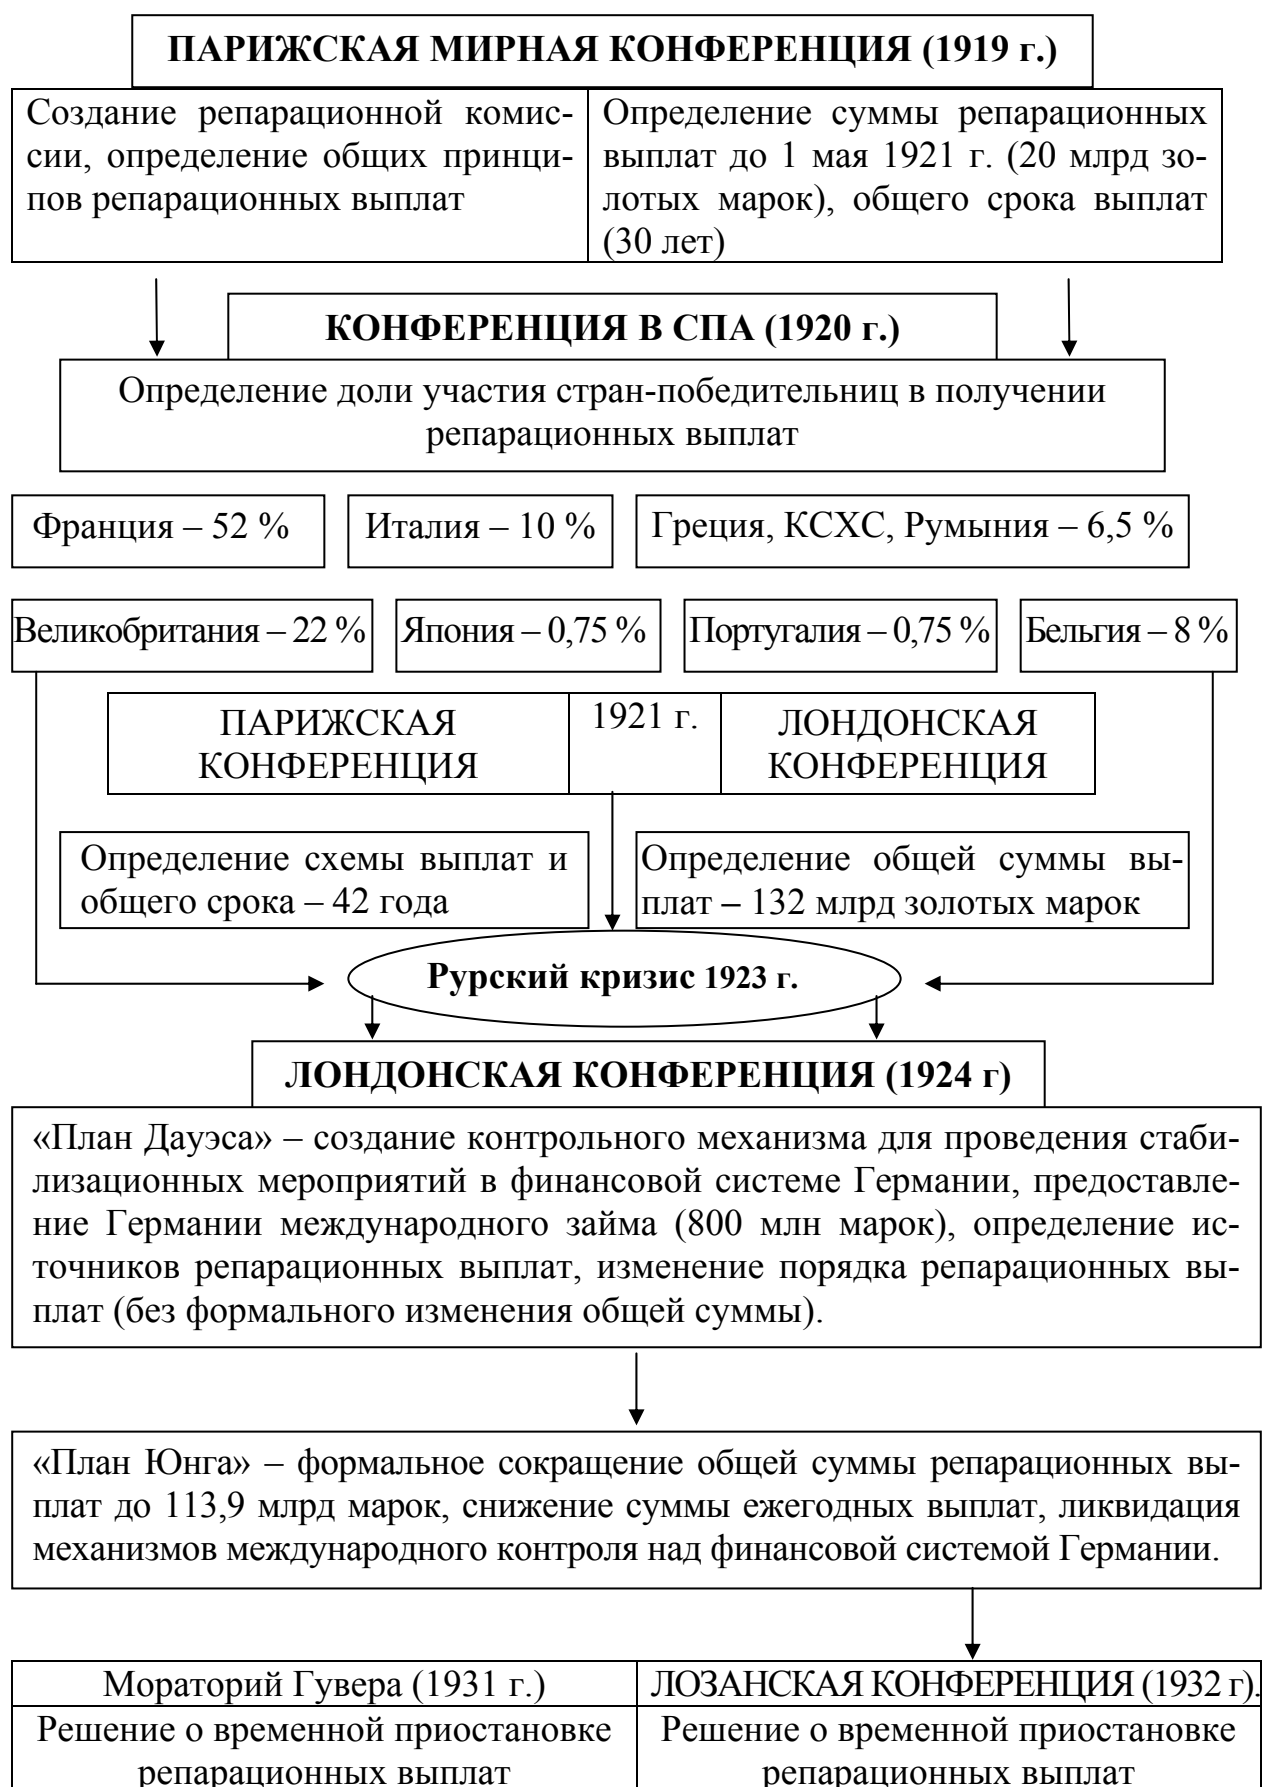 ПАРИЖСКАЯ МИРНАЯ КОНФЕРЕНЦИЯ (1919 г.)
Создание репарационной комис-
сии, определение общих принци-
пов репарационных выплат
Определение суммы репарационных
выплат до 1 мая 1921 г. (20 млрд зо-
лотых марок), общего срока выплат
(30 лет)
КОНФЕРЕНЦИЯ В СПА (1920 г.)
Определение доли участия стран-победительниц в получении
репарационных выплат
Франция – 52 %
Италия – 10 %
Греция, КСХС, Румыния – 6,5 %
Великобритания – 22 %
Япония – 0,75 %
Португалия – 0,75 %
Бельгия – 8 %
ПАРИЖСКАЯ
КОНФЕРЕНЦИЯ
1921 г.
ЛОНДОНСКАЯ
КОНФЕРЕНЦИЯ
Определение схемы выплат и
общего срока – 42 года
Определение общей суммы вы-
плат – 132 млрд золотых марок
Рурский кризис 1923 г.
ЛОНДОНСКАЯ КОНФЕРЕНЦИЯ (1924 г)
«План Дауэса» – создание контрольного механизма для проведения стаби-
лизационных мероприятий в финансовой системе Германии, предоставле-
ние Германии международного займа (800 млн марок), определение ис-
точников репарационных выплат, изменение порядка репарационных вы-
плат (без формального изменения общей суммы).
«План Юнга» – формальное сокращение общей суммы репарационных вы-
плат до 113,9 млрд марок, снижение суммы ежегодных выплат, ликвидация
механизмов международного контроля над финансовой системой Германии.
Мораторий Гувера (1931 г.)
Решение о временной приостановке
репарационных выплат
ЛОЗАНСКАЯ КОНФЕРЕНЦИЯ (1932 г).
Решение о временной приостановке
репарационных выплат